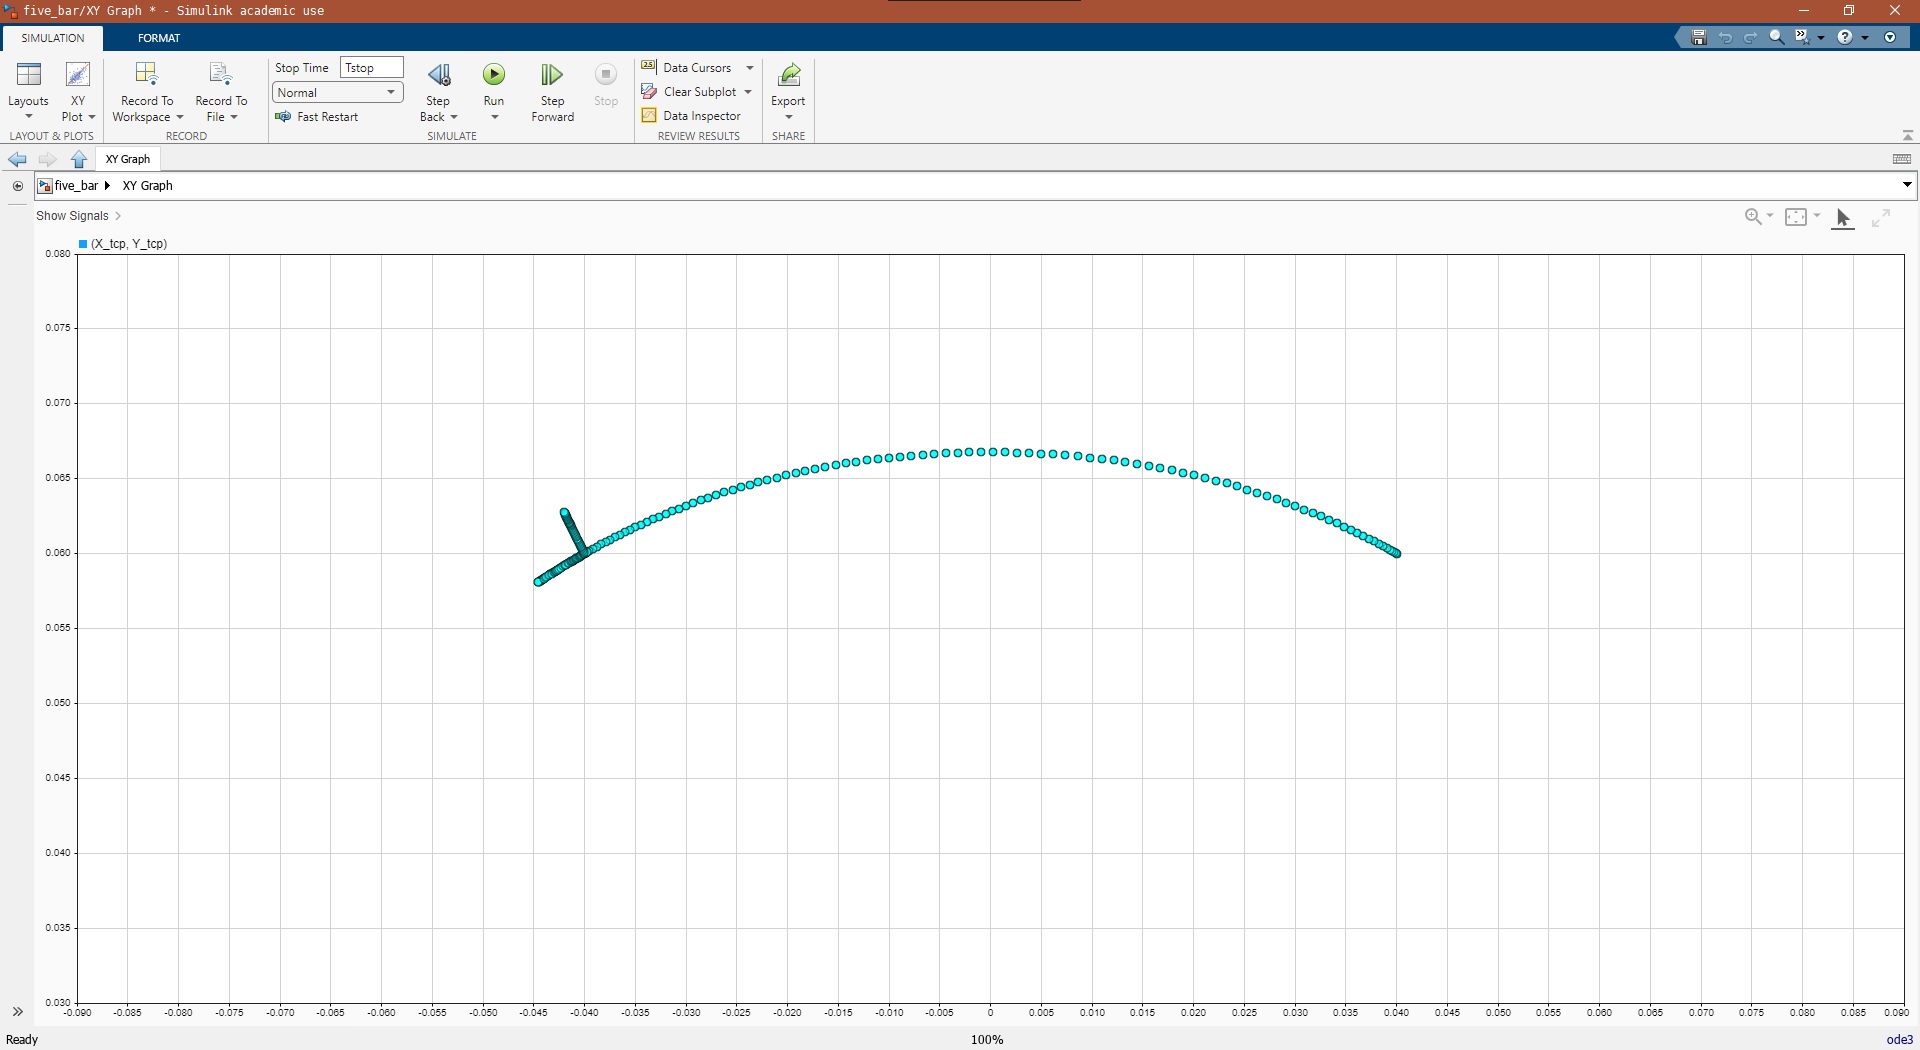 five_bar/XY Graph * - Simulink academic use
SIMULATION FORMAT
Stop Time Tstop
Normal
Fast Restart
Layouts
XY Plot
Record To Workspace
Record To File
Step Back
Run
Step Forward
Stop
Data Cursors
Clear Subplot
Data Inspector
Export
LAYOUT & PLOTS RECORD SIMULATE REVIEW RESULTS SHARE
XY Graph
five_bar XY Graph
Show Signals
(X_tcp, Y_tcp)
0.080
0.075
0.070
0.065
0.060
0.055
0.050
0.045
0.040
0.035
0.030
-0.090 -0.085 -0.080 -0.075 -0.070 -0.065 -0.060 -0.055 -0.050 -0.045 -0.040 -0.035 -0.030 -0.025 -0.020 -0.015 -0.010 -0.005 0 0.005 0.010 0.015 0.020 0.025 0.030 0.035 0.040 0.045 0.050 0.055 0.060 0.065 0.070 0.075 0.080 0.085 0.090
Ready 100% ode3